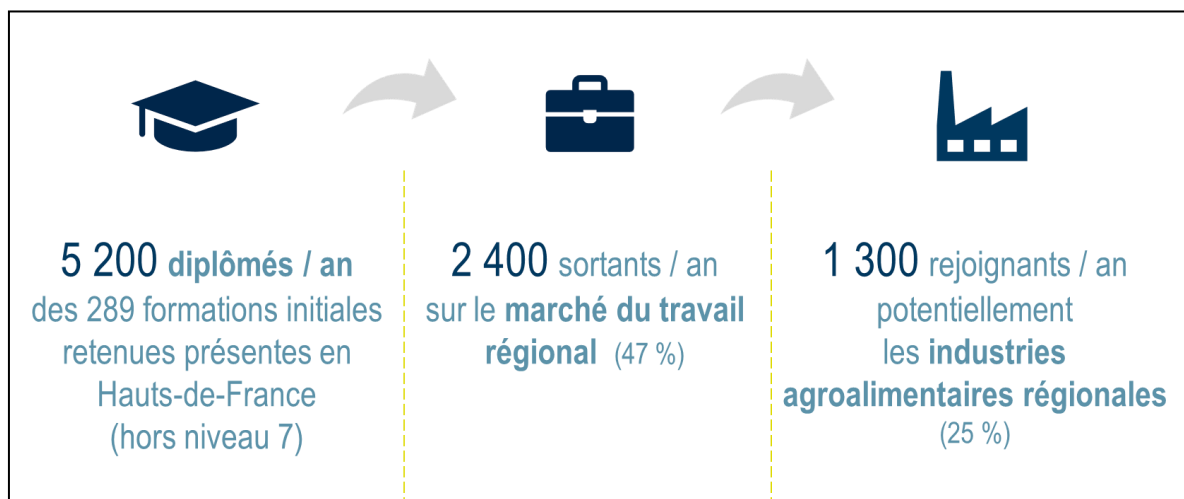 5 200 diplômés / an
des 289 formations initiales
retenues présentes en
Hauts-de-France
(hors niveau 7)
2 400 sortants / an
sur le marché du travail
régional (47 %)
1 300 rejoignants / an
potentiellement
les industries
agroalimentaires régionales
(25 %)